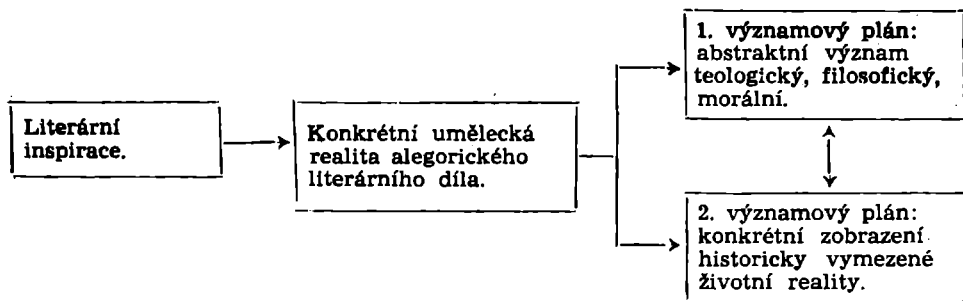 Literární
inspirace.
Konkrétní umělecká
realita alegorického
literárního díla.
1. významový plán:
abstraktní význam
teologický, filosofický,
morální.
2. významový plán:
konkrétní zobrazení
historicky vymezené
životní reality.